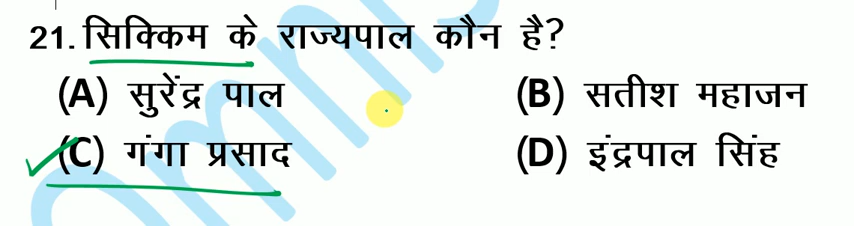 21. सिक्किम के राज्यपाल कौन है?
(A) सुरेंद्र पाल (B) सतीश महाजन
(C) गंगा प्रसाद (D) इंद्रपाल सिंह